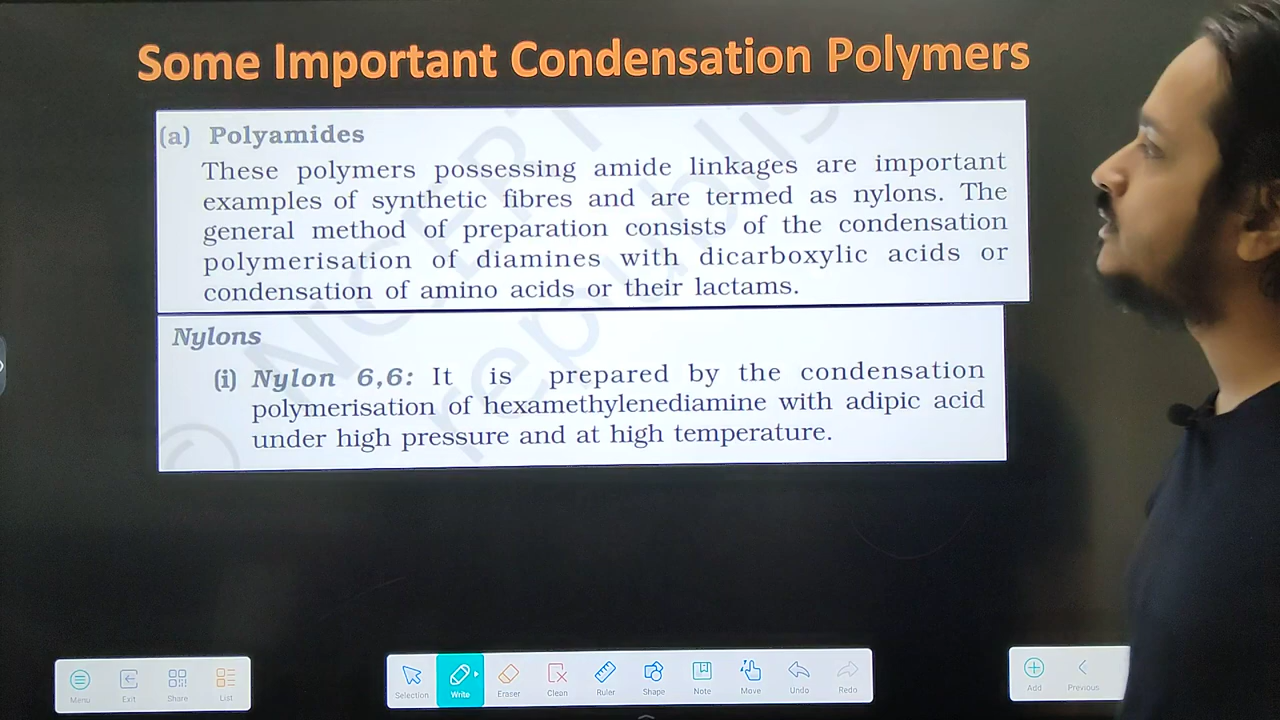 Some Important Condensation Polymers
(a) Polyamides
These polymers possessing amide linkages are important
examples of synthetic fibres and are termed as nylons. The
general method of preparation consists of the condensation
polymerisation of diamines with dicarboxylic acids or
condensation of amino acids or their lactams.
Nylons
(i) Nylon 6,6: It is prepared by the condensation
polymerisation of hexamethylenediamine with adipic acid
under high pressure and at high temperature.
© NCERT
republis
Menu Exit Share List
Selection Write Eraser Clean Ruler Shape Note Move Undo Redo
Add Previous